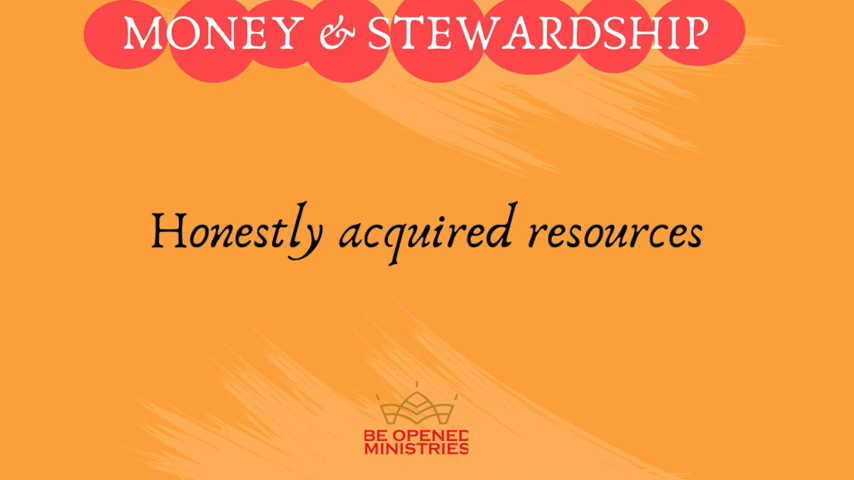 MONEY & STEWARDSHIP
Honestly acquired resources
BE OPENED
MINISTRIES